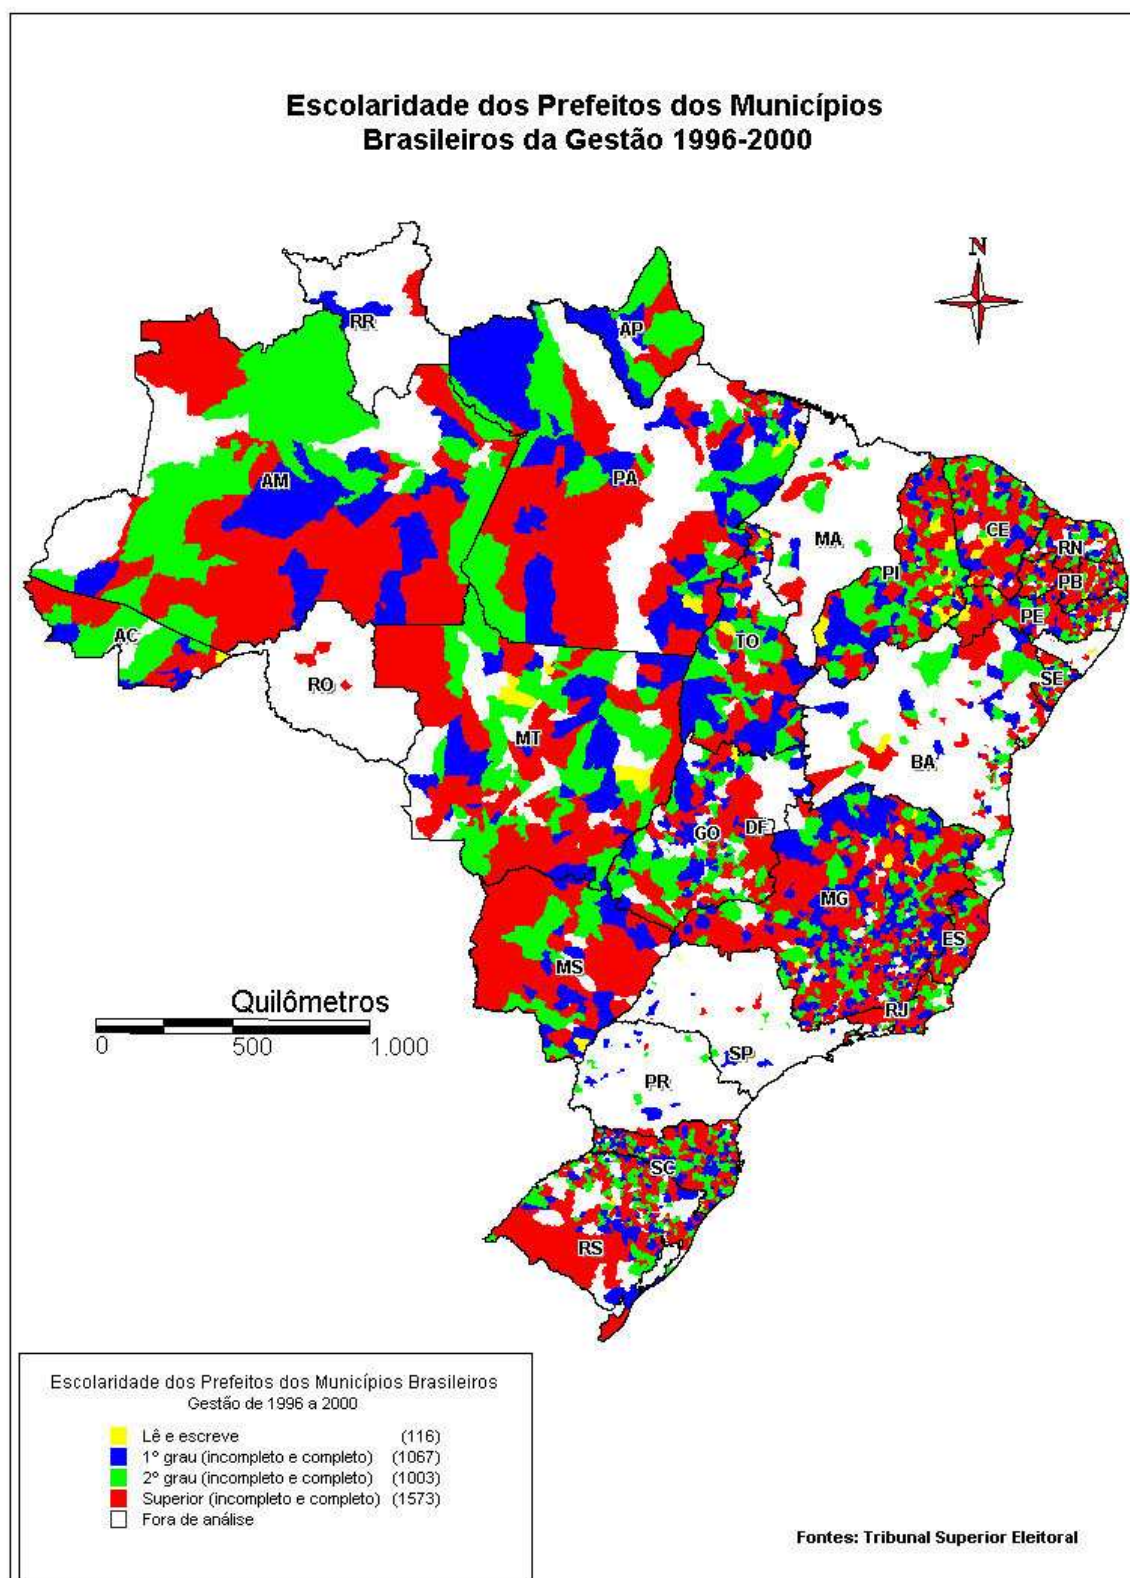 Escolaridade dos Prefeitos dos Municípios
Brasileiros da Gestão 1996-2000
N
RR
AP
AM
PA
MA
CE
RN
PI
PB
PE
AC
TO
SE
RO
MT
BA
GO
DF
MG
ES
MS
RJ
Quilômetros
0 500 1.000
SP
PR
SC
RS
Escolaridade dos Prefeitos dos Municípios Brasileiros
Gestão de 1996 a 2000
Lê e escreve (116)
1º grau (incompleto e completo) (1067)
2º grau (incompleto e completo) (1003)
Superior (incompleto e completo) (1573)
Fora de análise
Fontes: Tribunal Superior Eleitoral